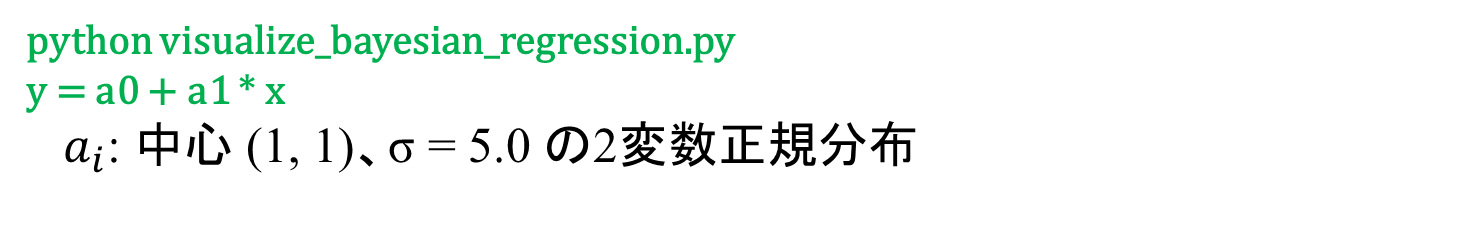 python visualize_bayesian_regression.py
y = a0 + a1 * x
aᵢ: 中心 (1, 1)、σ = 5.0 の2変数正規分布